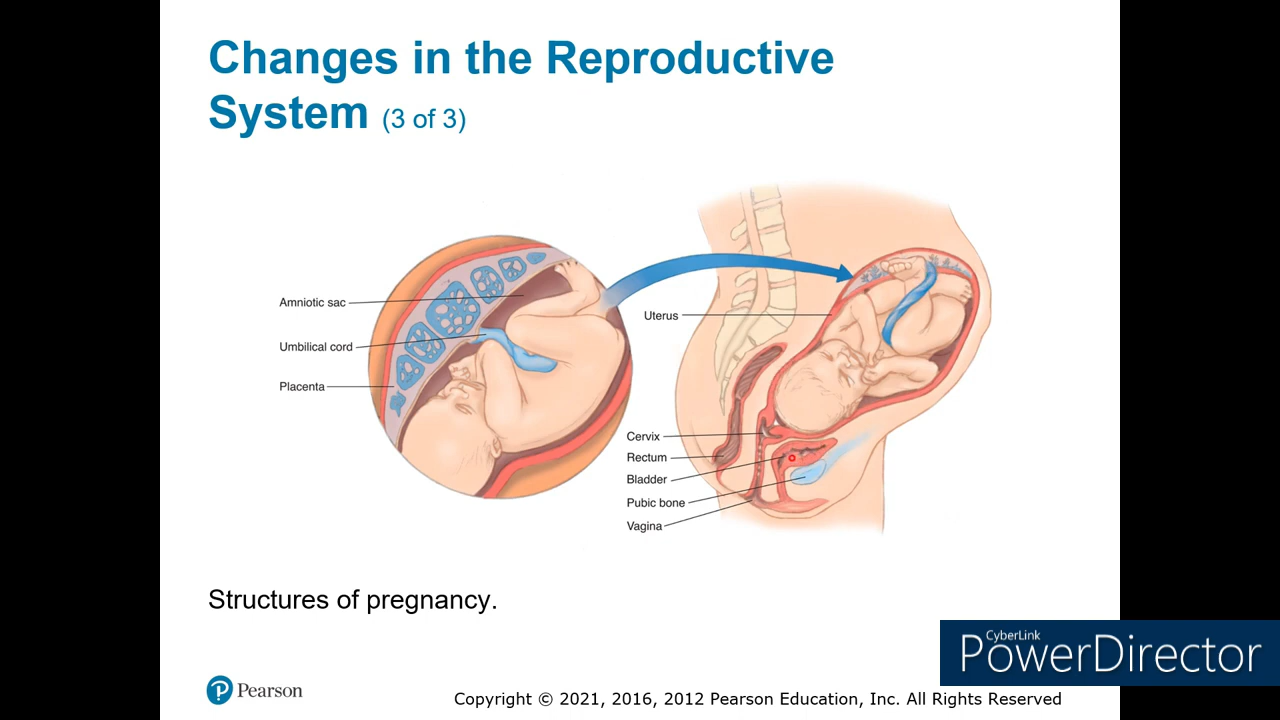 Changes in the Reproductive
System (3 of 3)
Amniotic sac
Umbilical cord
Placenta
Uterus
Cervix
Rectum
Bladder
Pubic bone
Vagina
Structures of pregnancy.
Pearson
Copyright © 2021, 2016, 2012 Pearson Education, Inc. All Rights Reserved
CyberLink
PowerDirector